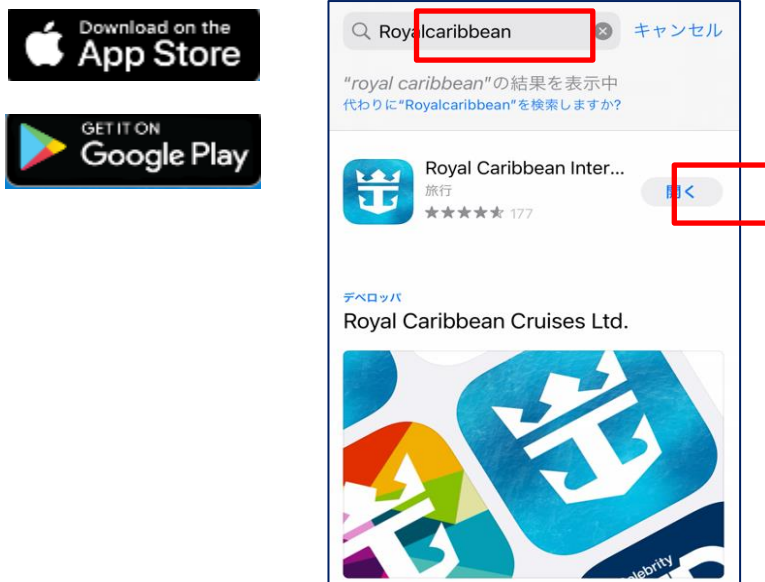 Download on the
App Store
GET IT ON
Google Play
Royalcaribbean
キャンセル
“royal caribbean”の結果を表示中
代わりに“Royalcaribbean”を検索しますか?
Royal Caribbean Inter...
旅行
177
開く
デベロッパ
Royal Caribbean Cruises Ltd.
elebrity